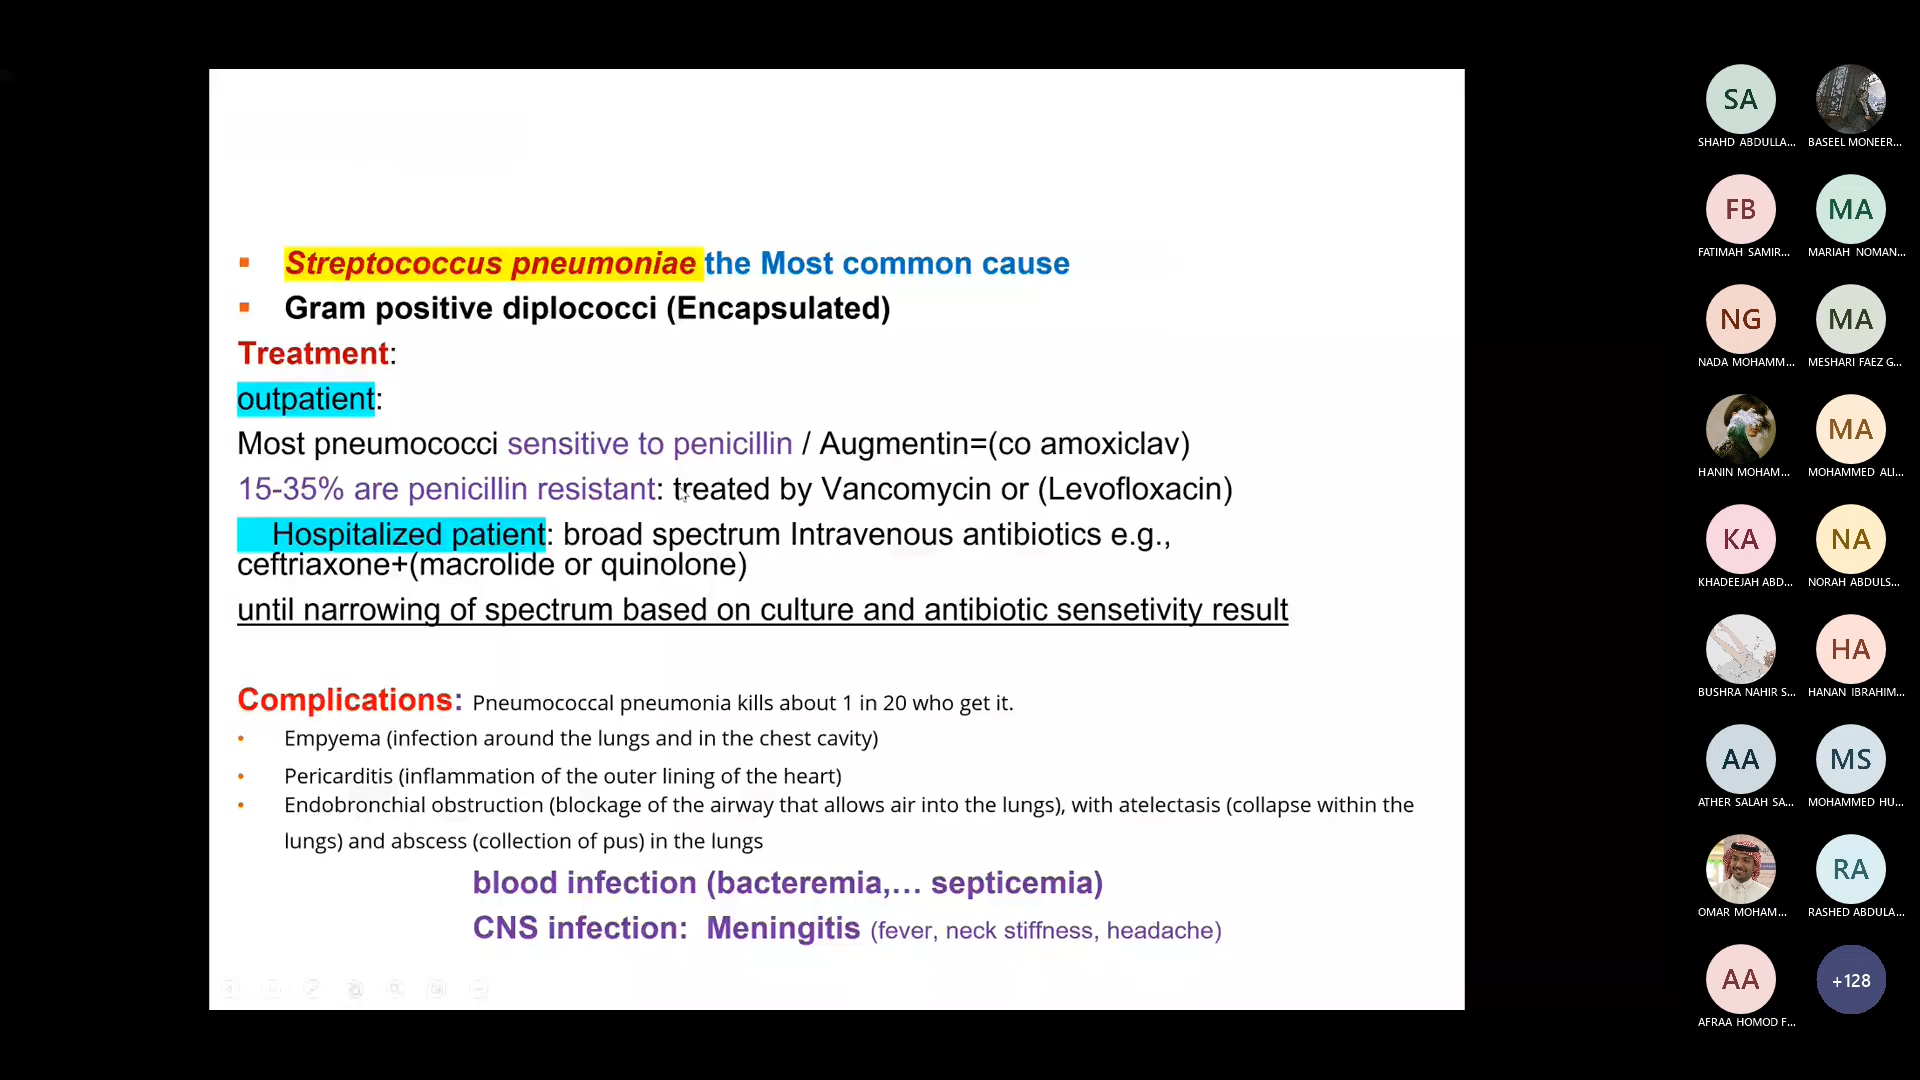 Streptococcus pneumoniae the Most common cause
Gram positive diplococci (Encapsulated)
Treatment:
outpatient:
Most pneumococci sensitive to penicillin / Augmentin=(co amoxiclav)
15-35% are penicillin resistant: treated by Vancomycin or (Levofloxacin)
Hospitalized patient: broad spectrum Intravenous antibiotics e.g.,
ceftriaxone+(macrolide or quinolone)
until narrowing of spectrum based on culture and antibiotic sensetivity result
Complications: Pneumococcal pneumonia kills about 1 in 20 who get it.
• Empyema (infection around the lungs and in the chest cavity)
• Pericarditis (inflammation of the outer lining of the heart)
• Endobronchial obstruction (blockage of the airway that allows air into the lungs), with atelectasis (collapse within the
lungs) and abscess (collection of pus) in the lungs
blood infection (bacteremia,... septicemia)
CNS infection: Meningitis (fever, neck stiffness, headache)
SA
SHAHD ABDULLA... BASEEL MONEER...
FB MA
FATIMAH SAMIR... MARIAH NOMAN...
NG MA
NADA MOHAMM... MESHARI FAEZ G...
MA
HANIN MOHAM... MOHAMMED ALI...
KA NA
KHADEEJAH ABD... NORAH ABDULS...
HA
BUSHRA NAHIR S... HANAN IBRAHIM...
AA MS
ATHER SALAH SA... MOHAMMED HU...
RA
OMAR MOHAM... RASHED ABDULA...
AA +128
AFRAA HOMOD F...